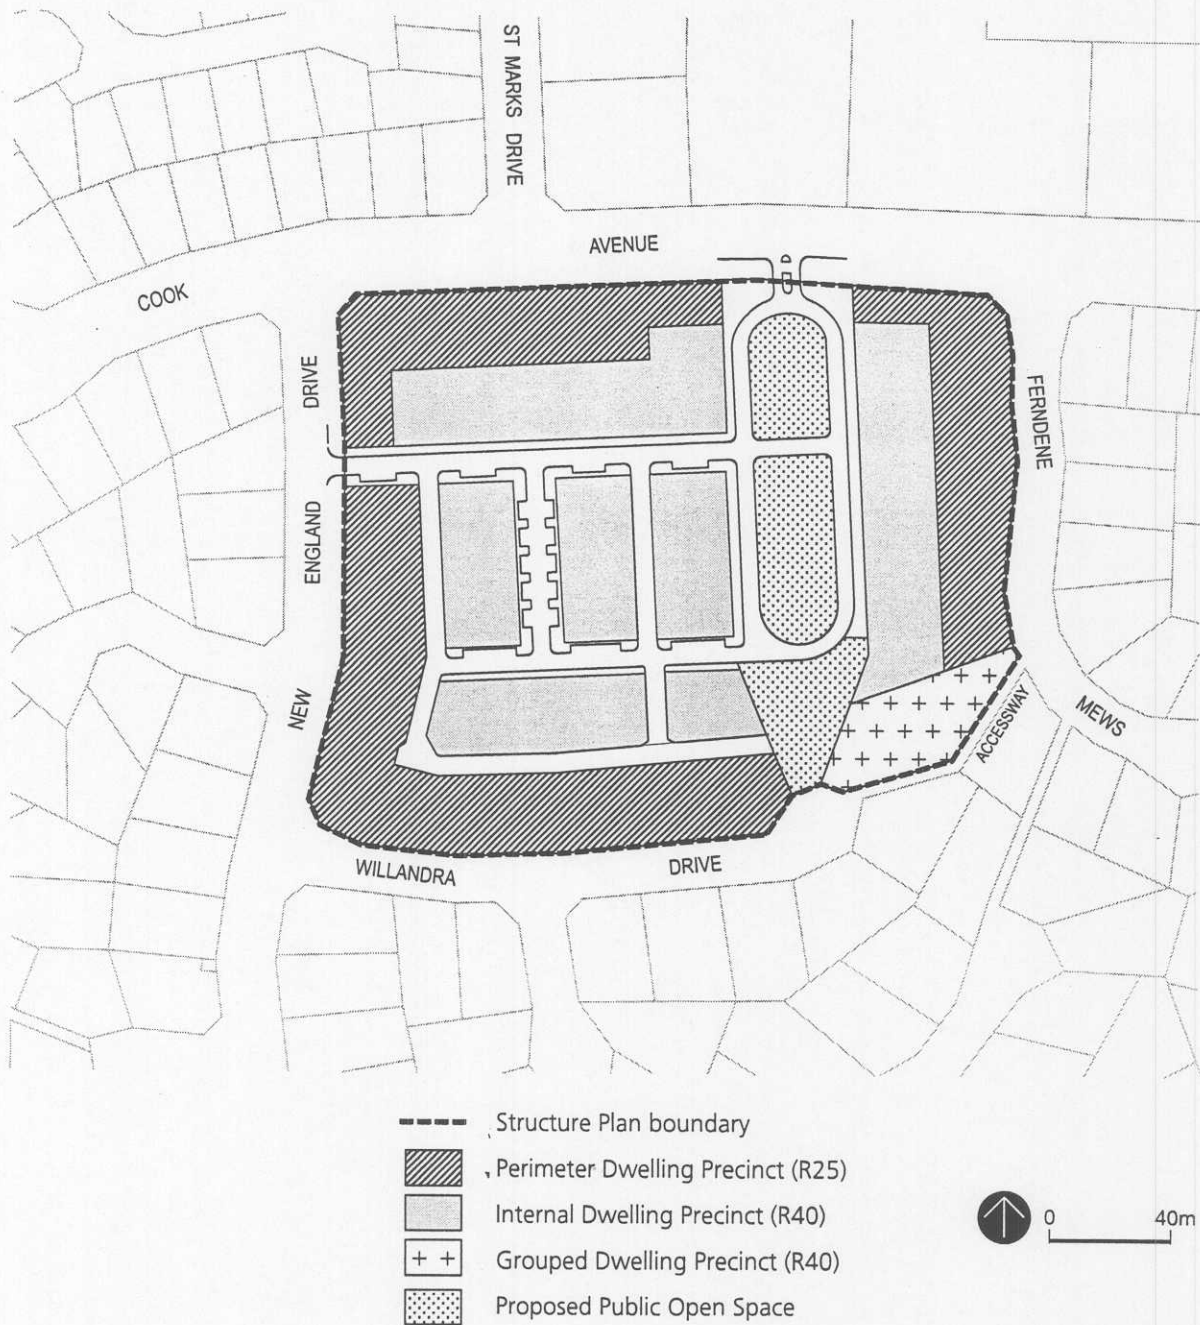 ST MARKS DRIVE
AVENUE
COOK
DRIVE
FERNDENE
ENGLAND
NEW
ACCESSWAY
MEWS
WILLANDRA
DRIVE
Structure Plan boundary
Perimeter Dwelling Precinct (R25)
Internal Dwelling Precinct (R40)
0 40m
Grouped Dwelling Precinct (R40)
Proposed Public Open Space